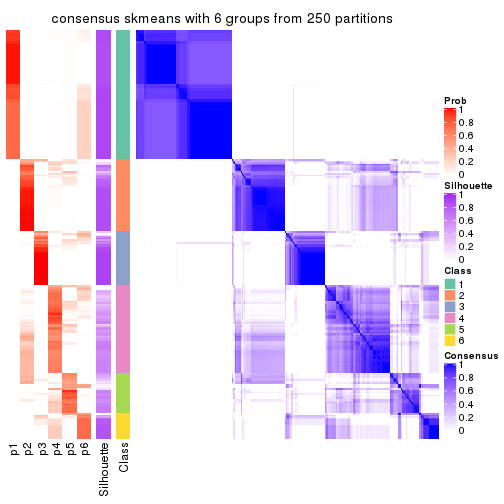 consensus skmeans with 6 groups from 250 partitions
Prob
1
0.8
0.6
0.4
0.2
0
Silhouette
1
0.8
0.6
0.4
0.2
0
Class
1
2
3
4
5
6
Consensus
1
0.8
0.6
0.4
0.2
0
p1
p2
p3
p4
p5
p6
Silhouette
Class